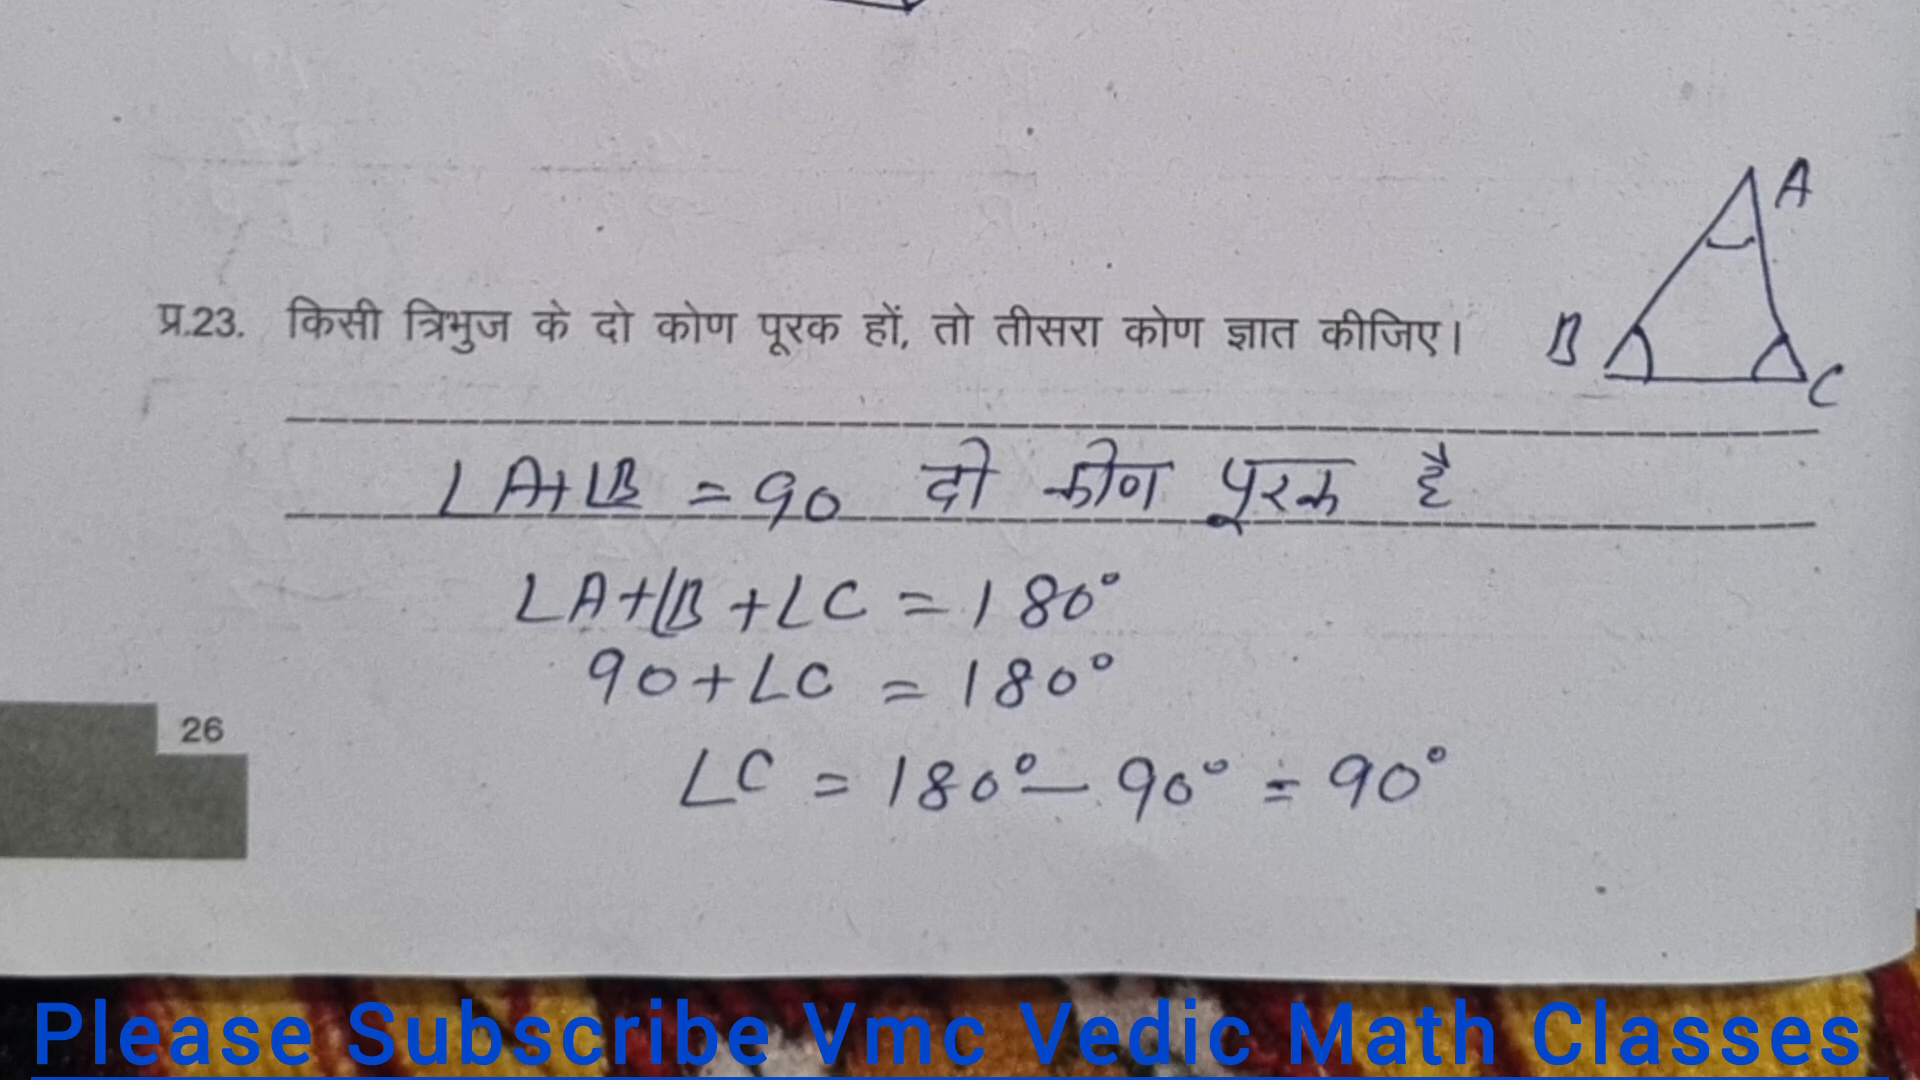 A
प्र.23. किसी त्रिभुज के दो कोण पूरक हों, तो तीसरा कोण ज्ञात कीजिए।
B
C
∠A+∠B = 90 दो कोण पूरक है
∠A+∠B+∠C = 180°
90+∠C = 180°
26
∠C = 180° - 90° = 90°
Please Subscribe Vmc Vedic Math Classes